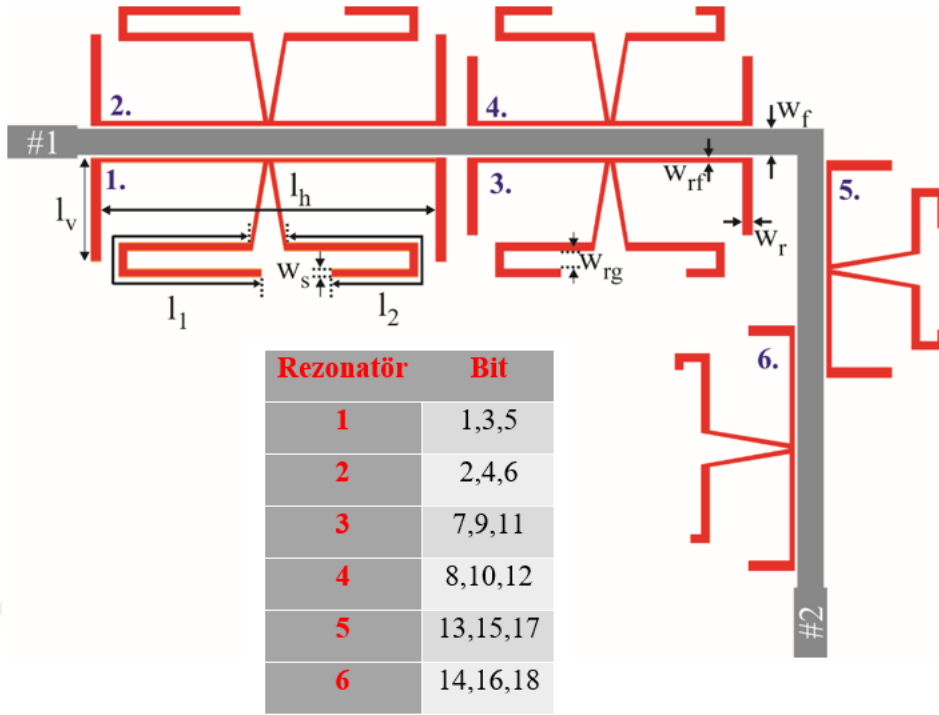 2.
4.
w_f
#1
1.
l_h
3.
w_rf
5.
l_v
w_r
w_s
w_rg
l_1
l_2
6.
Rezonatör Bit
1 1,3,5
2 2,4,6
3 7,9,11
4 8,10,12
5 13,15,17
6 14,16,18
#2